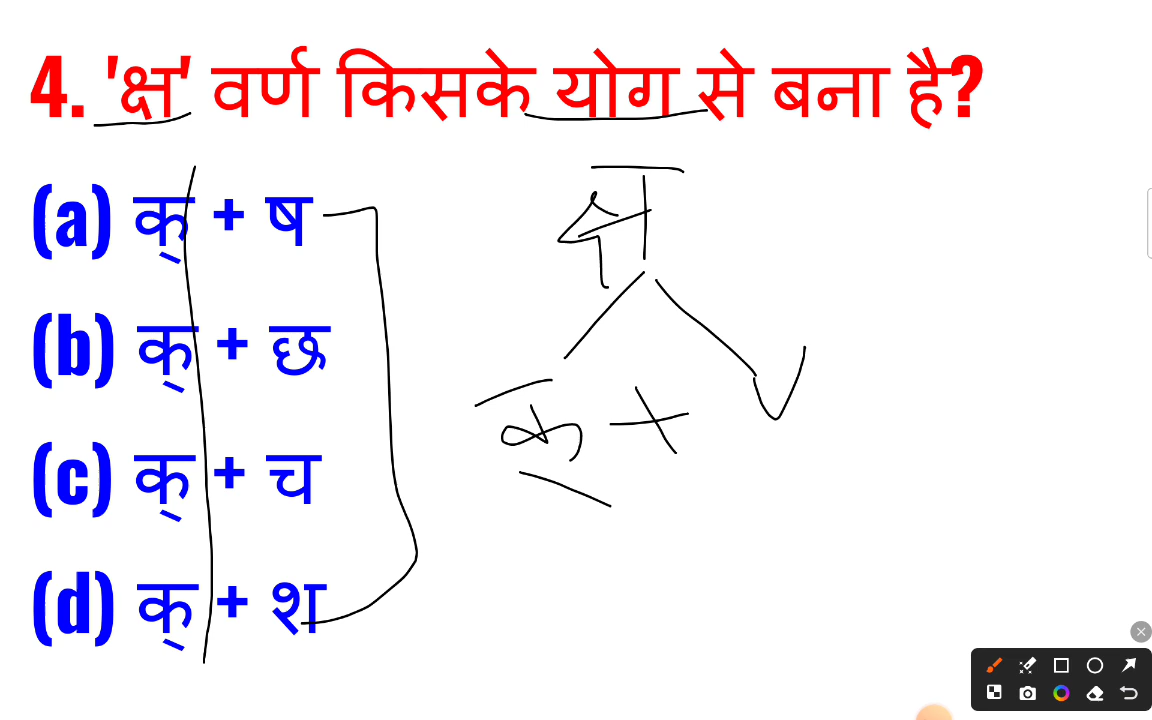 4. 'क्ष' वर्ण किसके योग से बना है?
(a) क् + ष
(b) क् + छ
(c) क् + च
(d) क् + श
क्ष
क् +